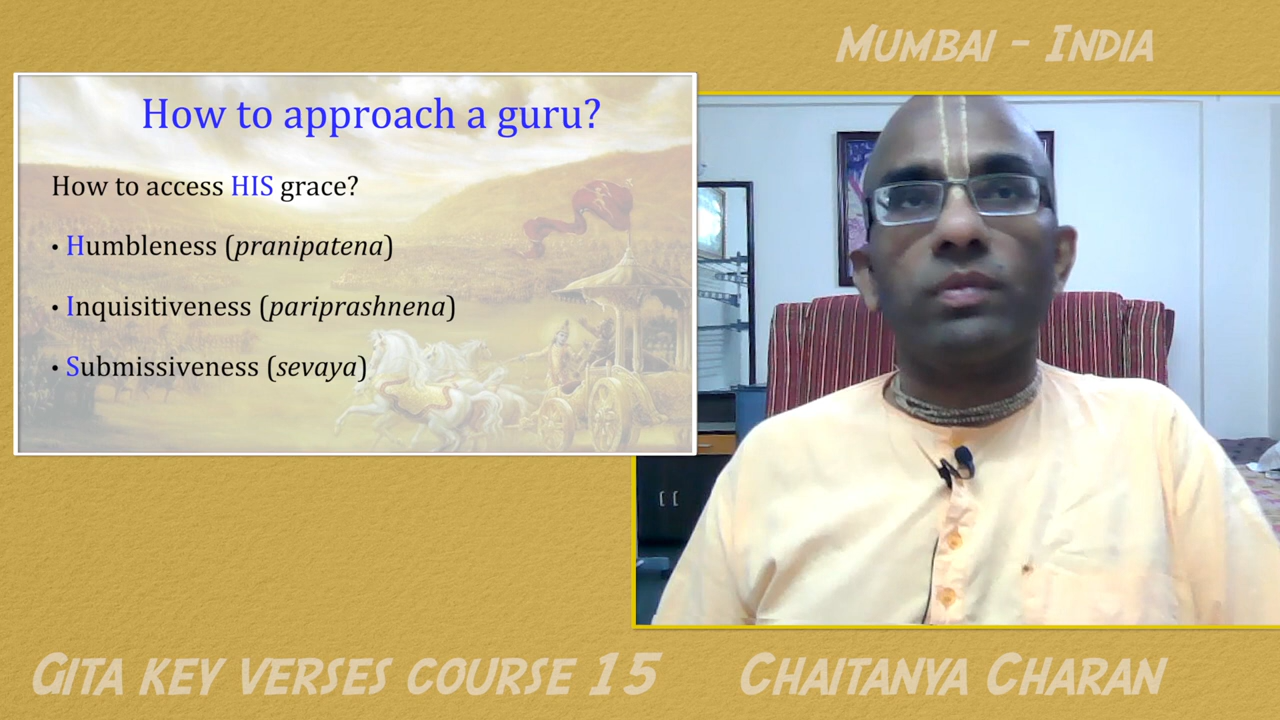 MUMBAI - INDIA
How to approach a guru?
How to access HIS grace?
• Humbleness (pranipatena)
• Inquisitiveness (pariprashnena)
• Submissiveness (sevaya)
GITA KEY VERSES COURSE 15
CHAITANYA CHARAN